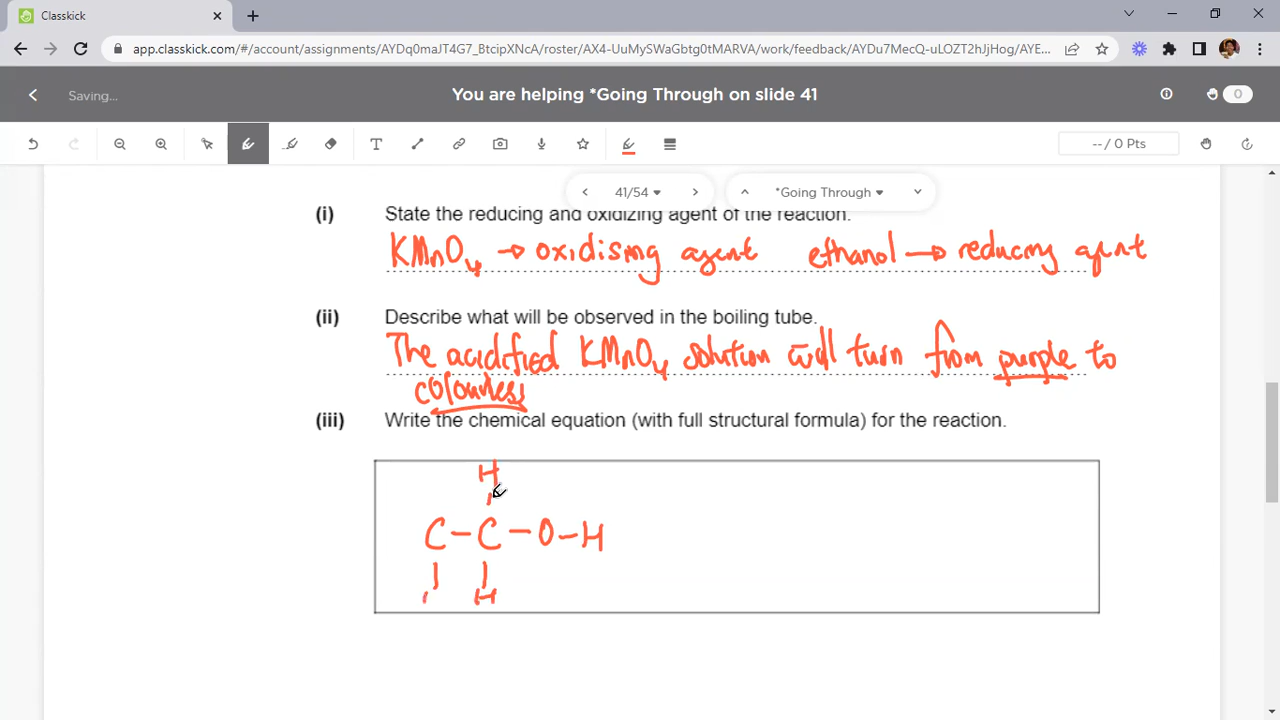 Classkick
app.classkick.com/#/account/assignments/AYDq0maJT4G7_BtcipXNcA/roster/AX4-UuMySWaGbtg0tMARVA/work/feedback/AYDu7MecQ-uLOZT2hJjHog/AYE...
Saving...
You are helping *Going Through on slide 41
0
T
-- / 0 Pts
41/54
*Going Through
(i) State the reducing and oxidizing agent of the reaction.
KMnO4 → oxidising agent ethanol → reducing agent
(ii) Describe what will be observed in the boiling tube.
The acidified KMnO4 solution will turn from purple to
colourless
(iii) Write the chemical equation (with full structural formula) for the reaction.
H
C - C - O - H
H